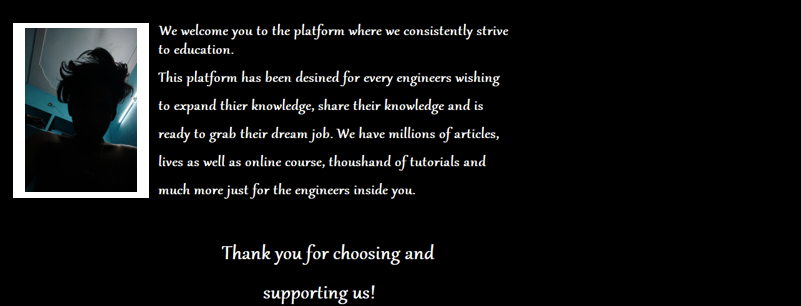 We welcome you to the platform where we consistently strive
to education.
This platform has been desined for every engineers wishing
to expand thier knowledge, share their knowledge and is
ready to grab their dream job. We have millions of articles,
lives as well as online course, thoushand of tutorials and
much more just for the engineers inside you.
Thank you for choosing and
supporting us!